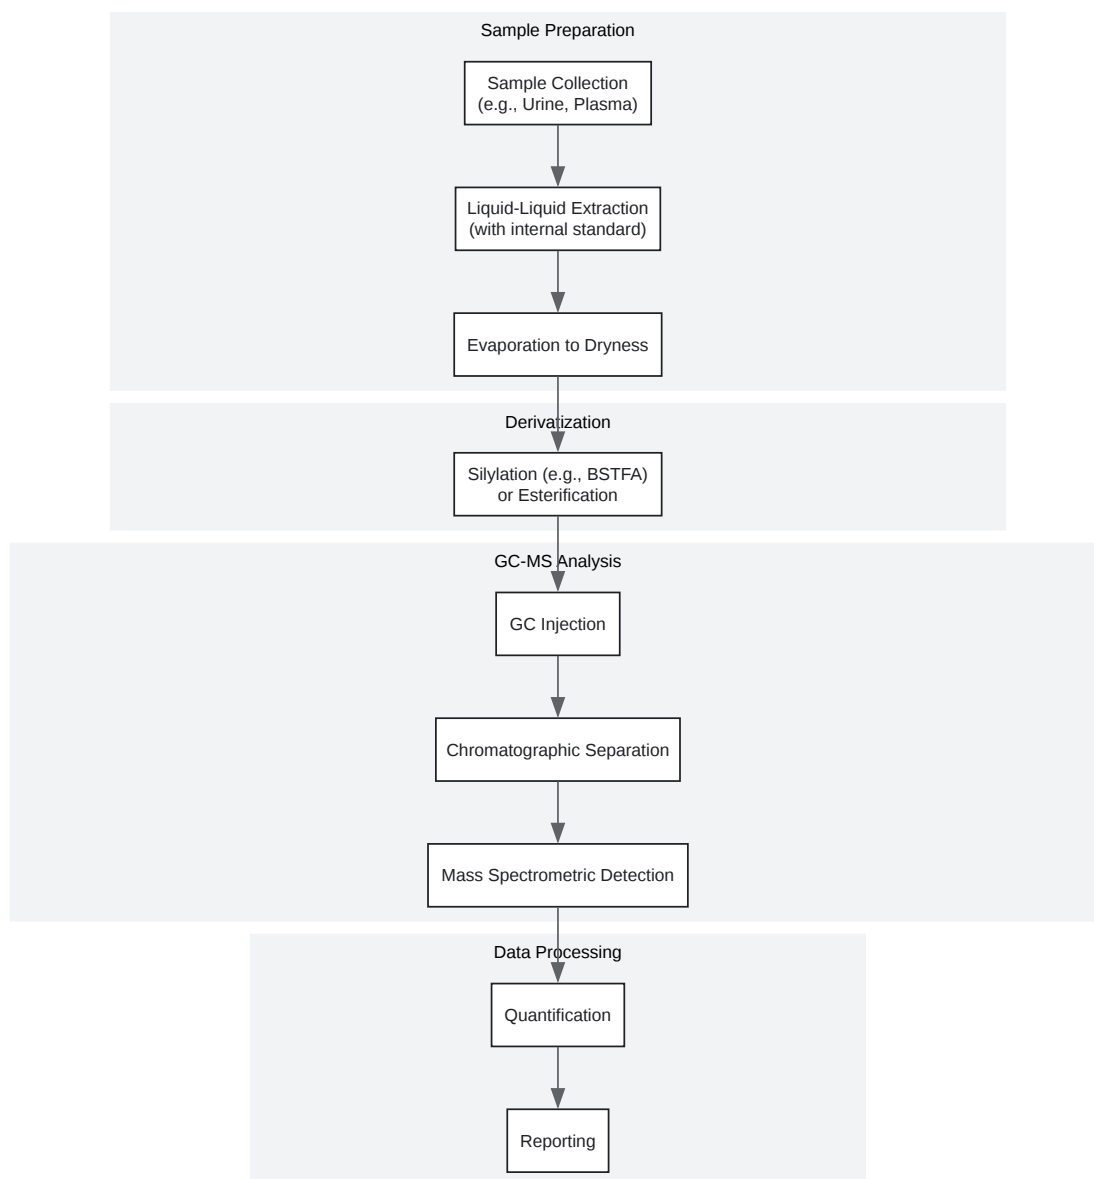 Sample Preparation
Sample Collection
(e.g., Urine, Plasma)
Liquid-Liquid Extraction
(with internal standard)
Evaporation to Dryness
Derivatization
Silylation (e.g., BSTFA)
or Esterification
GC-MS Analysis
GC Injection
Chromatographic Separation
Mass Spectrometric Detection
Data Processing
Quantification
Reporting